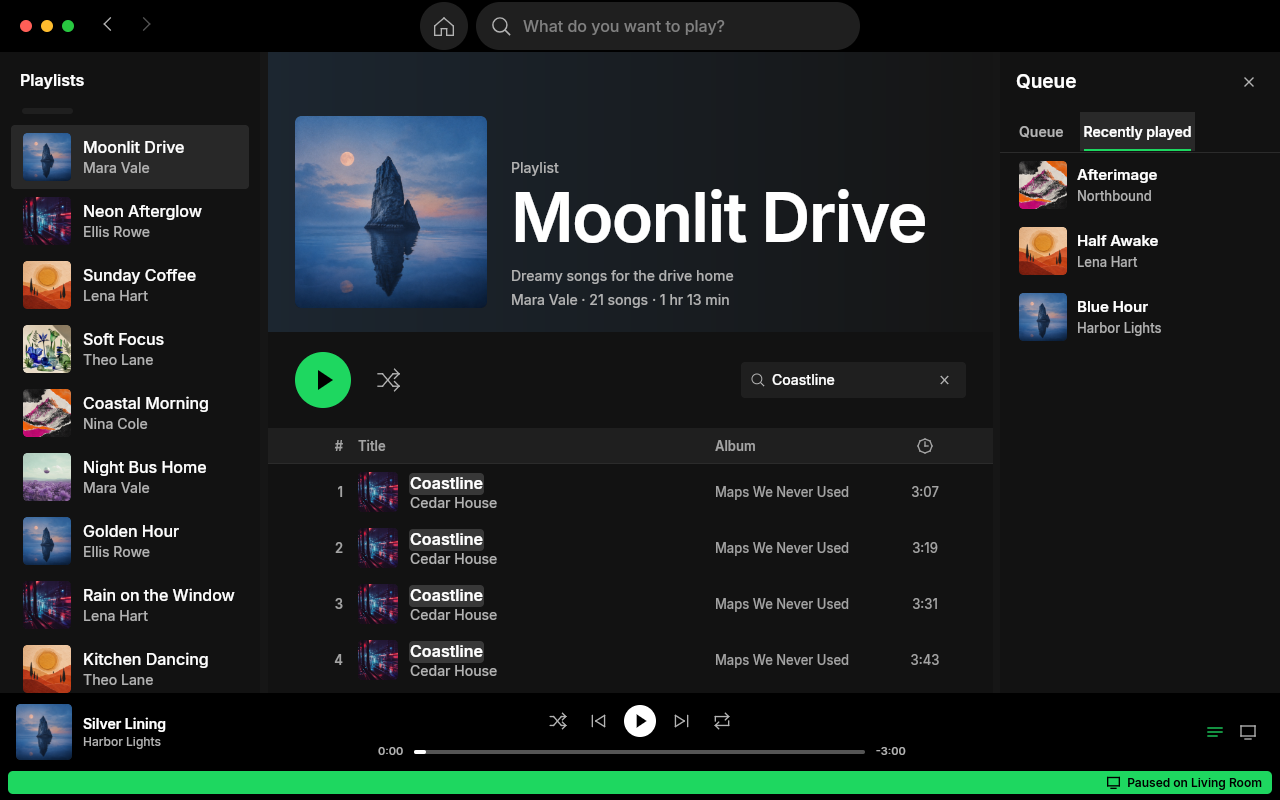 What do you want to play?
Playlists
Moonlit Drive
Mara Vale
Neon Afterglow
Ellis Rowe
Sunday Coffee
Lena Hart
Soft Focus
Theo Lane
Coastal Morning
Nina Cole
Night Bus Home
Mara Vale
Golden Hour
Ellis Rowe
Rain on the Window
Lena Hart
Kitchen Dancing
Theo Lane
Playlist
Moonlit Drive
Dreamy songs for the drive home
Mara Vale · 21 songs · 1 hr 13 min
Coastline
# Title Album
1 Coastline Maps We Never Used 3:07
Cedar House
2 Coastline Maps We Never Used 3:19
Cedar House
3 Coastline Maps We Never Used 3:31
Cedar House
4 Coastline Maps We Never Used 3:43
Cedar House
Queue
Queue Recently played
Afterimage
Northbound
Half Awake
Lena Hart
Blue Hour
Harbor Lights
Silver Lining
Harbor Lights
0:00 -3:00
Paused on Living Room